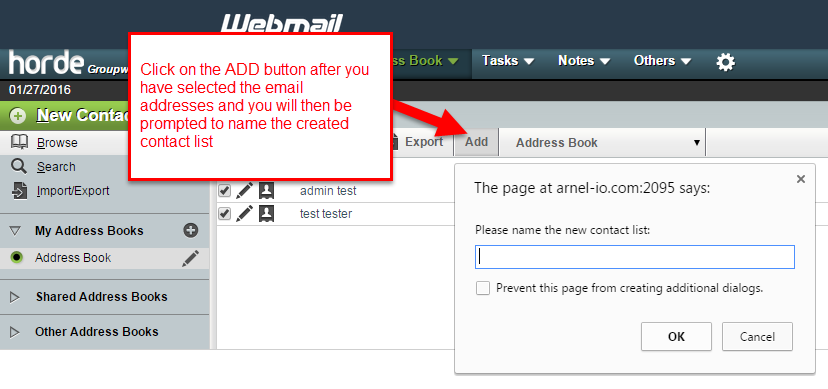 Webmail
horde Groupw
ss Book Tasks Notes Others
01/27/2016
Click on the ADD button after you
have selected the email
addresses and you will then be
prompted to name the created
contact list
New Conta
Browse
Search
Import/Export
My Address Books
Address Book
Shared Address Books
Other Address Books
Export Add Address Book
admin test
test tester
The page at arnel-io.com:2095 says:
Please name the new contact list:
Prevent this page from creating additional dialogs.
OK Cancel